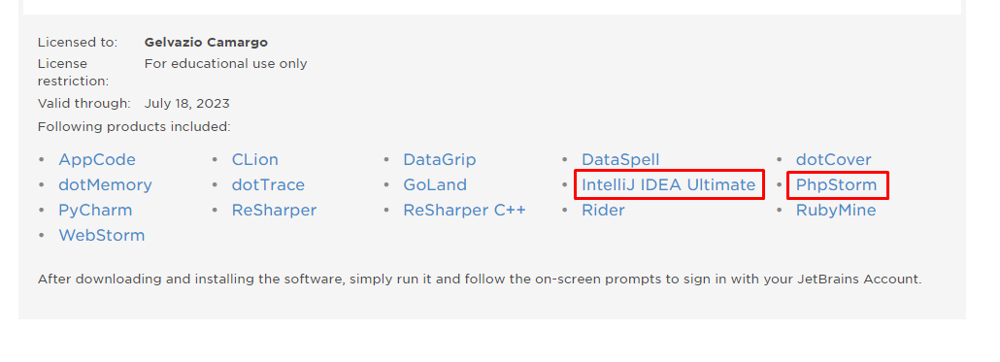 Licensed to: Gelvazio Camargo
License restriction: For educational use only
Valid through: July 18, 2023
Following products included:
• AppCode • CLion • DataGrip • DataSpell • dotCover
• dotMemory • dotTrace • GoLand • IntelliJ IDEA Ultimate • PhpStorm
• PyCharm • ReSharper • ReSharper C++ • Rider • RubyMine
• WebStorm
After downloading and installing the software, simply run it and follow the on-screen prompts to sign in with your JetBrains Account.